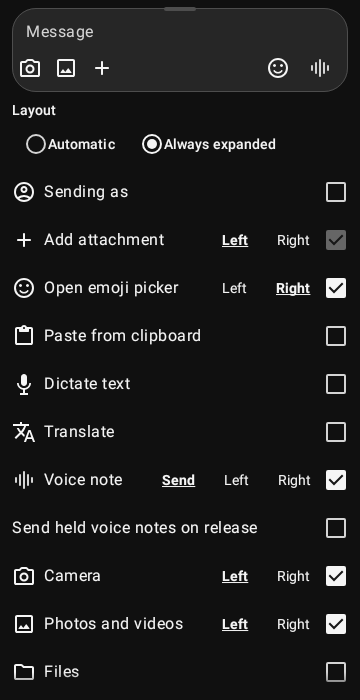 Message
Layout
Automatic Always expanded
Sending as
Add attachment Left Right
Open emoji picker Left Right
Paste from clipboard
Dictate text
Translate
Voice note Send Left Right
Send held voice notes on release
Camera Left Right
Photos and videos Left Right
Files